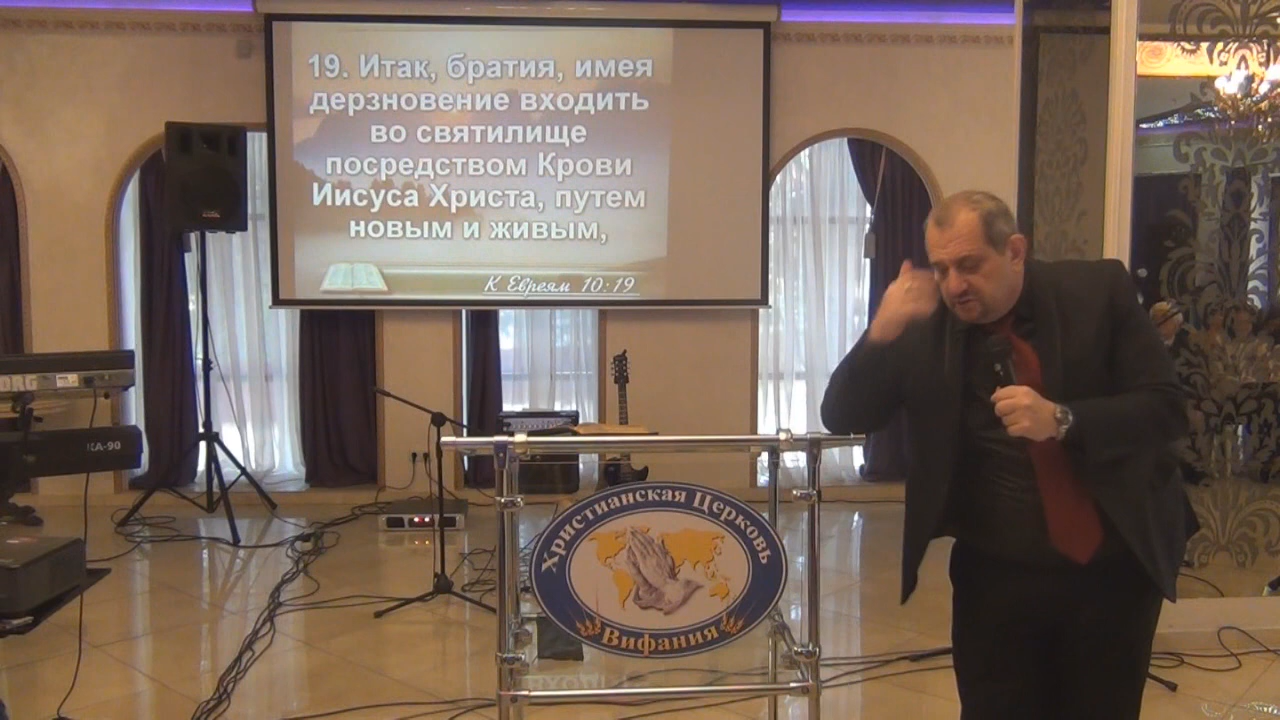 19. Итак, братия, имея
дерзновение входить
во святилище
посредством Крови
Иисуса Христа, путем
новым и живым,
К Евреям 10:19
KORG
KA-90
Христианская Церковь
Вифания